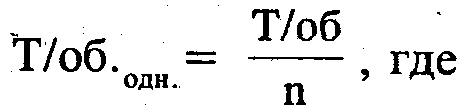 Т/об.одн. = Т/об / n , где